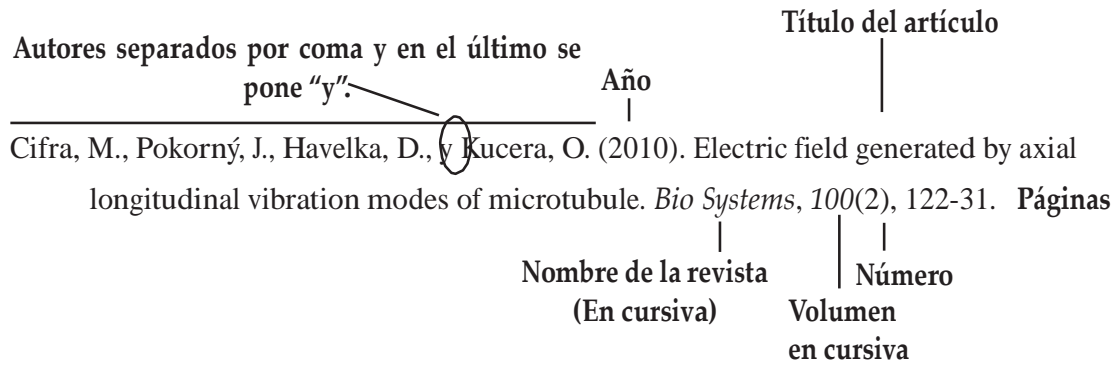 Título del artículo
Autores separados por coma y en el último se
pone “y”.
Año
Cifra, M., Pokorný, J., Havelka, D., y Kucera, O. (2010). Electric field generated by axial
longitudinal vibration modes of microtubule. Bio Systems, 100(2), 122-31. Páginas
Nombre de la revista
(En cursiva)
Número
Volumen
en cursiva